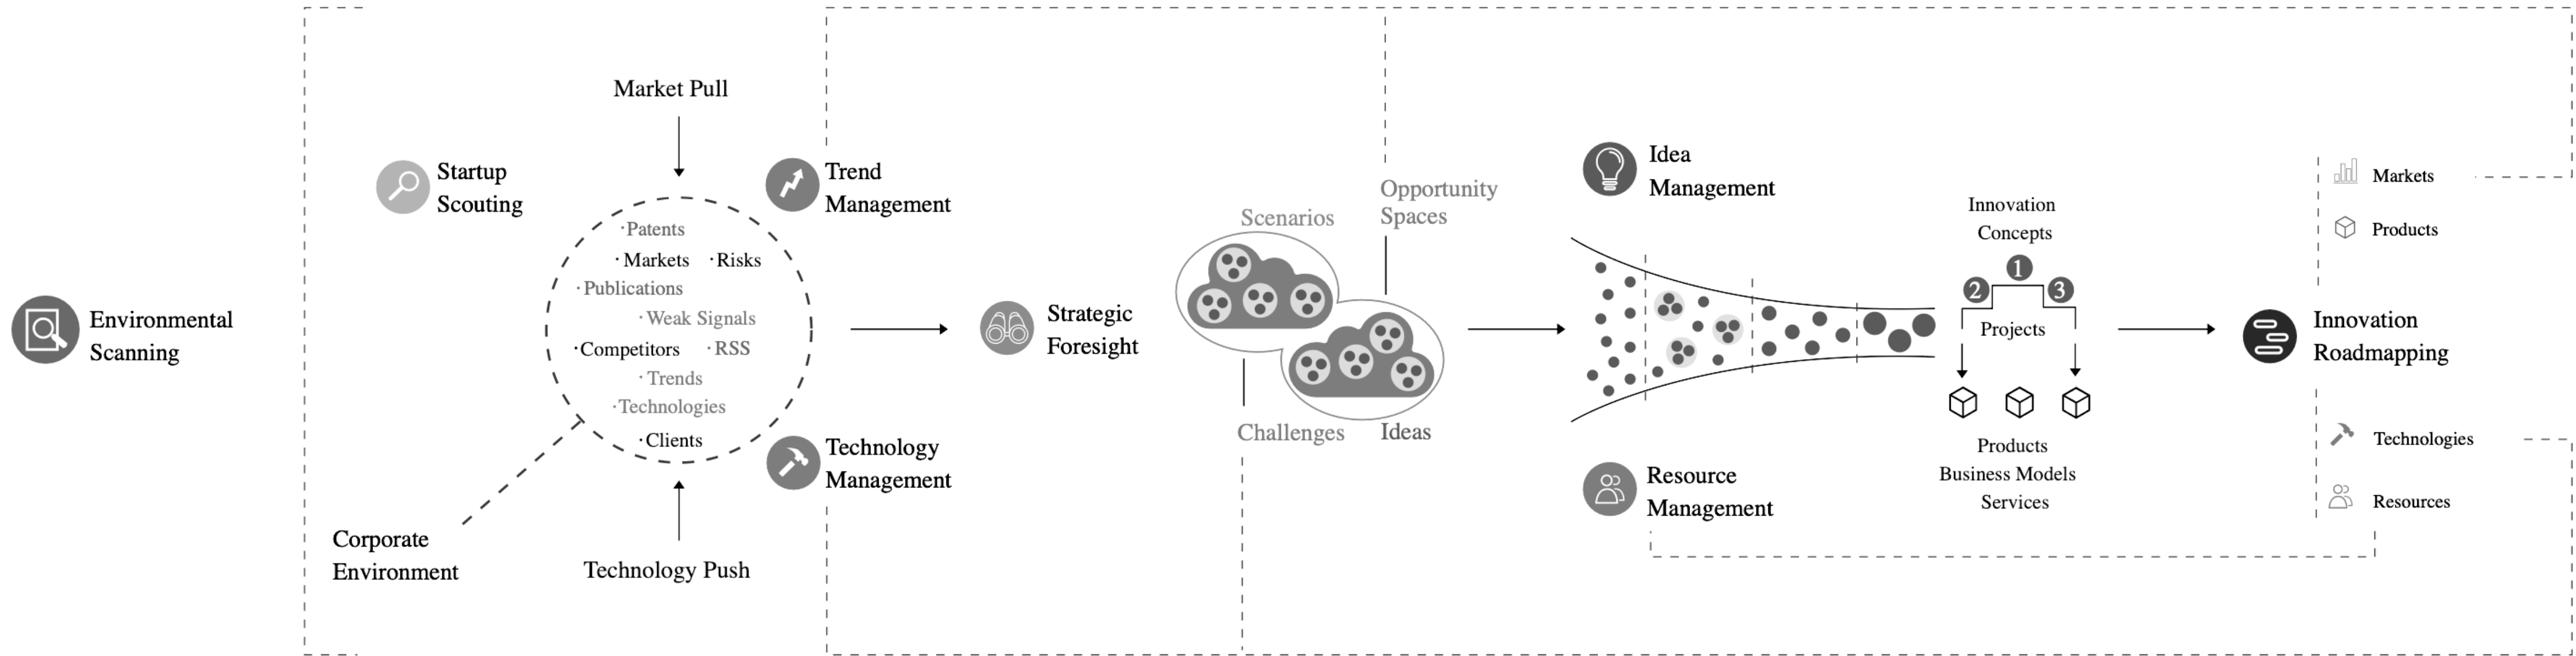 Environmental
Scanning
Startup
Scouting
Market Pull
Trend
Management
·Patents
·Markets
·Risks
·Publications
·Weak Signals
·Competitors
·RSS
·Trends
·Technologies
·Clients
Technology
Management
Corporate
Environment
Technology Push
Strategic
Foresight
Scenarios
Opportunity
Spaces
Challenges
Ideas
Idea
Management
Resource
Management
Innovation
Concepts
1
2
3
Projects
Products
Business Models
Services
Innovation
Roadmapping
Markets
Products
Technologies
Resources